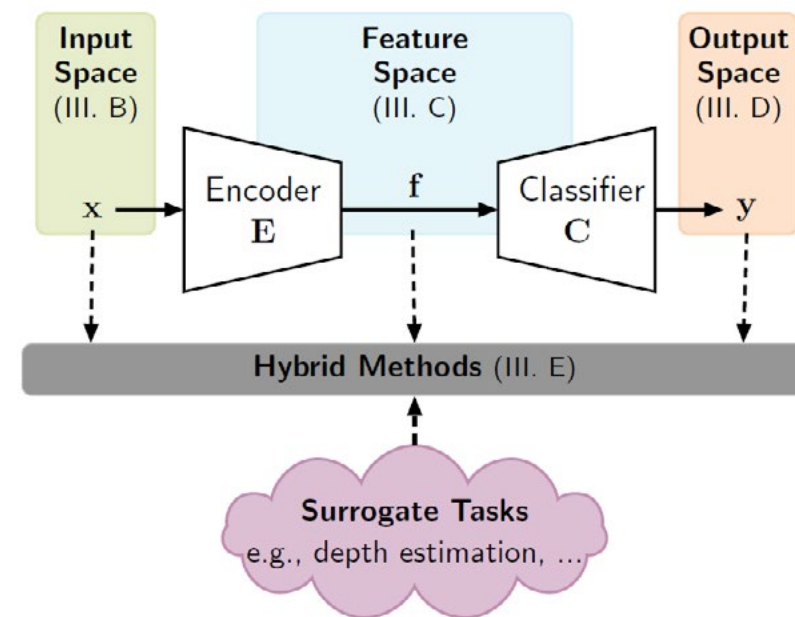 Input
Space
(III. B)
Feature
Space
(III. C)
Output
Space
(III. D)
x
Encoder
E
f
Classifier
C
y
Hybrid Methods (III. E)
Surrogate Tasks
e.g., depth estimation, ...